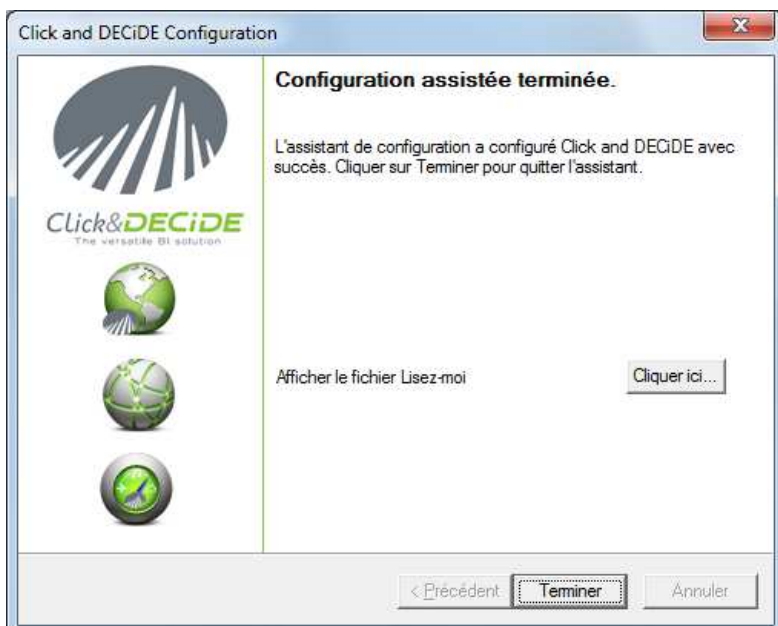 Click and DECiDE Configuration
Configuration assistée terminée.
L'assistant de configuration a configuré Click and DECiDE avec
succès. Cliquer sur Terminer pour quitter l'assistant.
Click&DECiDE
The versatile BI solution
Afficher le fichier Lisez-moi
Cliquer ici...
< Précédent
Terminer
Annuler